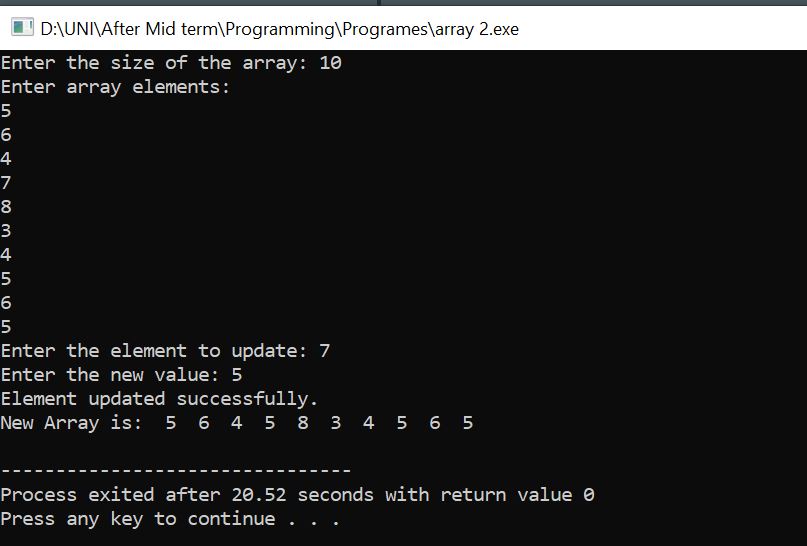 D:\UNI\After Mid term\Programming\Programes\array 2.exe
Enter the size of the array: 10
Enter array elements:
5
6
4
7
8
3
4
5
6
5
Enter the element to update: 7
Enter the new value: 5
Element updated successfully.
New Array is:  5  6  4  5  8  3  4  5  6  5
--------------------------------
Process exited after 20.52 seconds with return value 0
Press any key to continue . . .